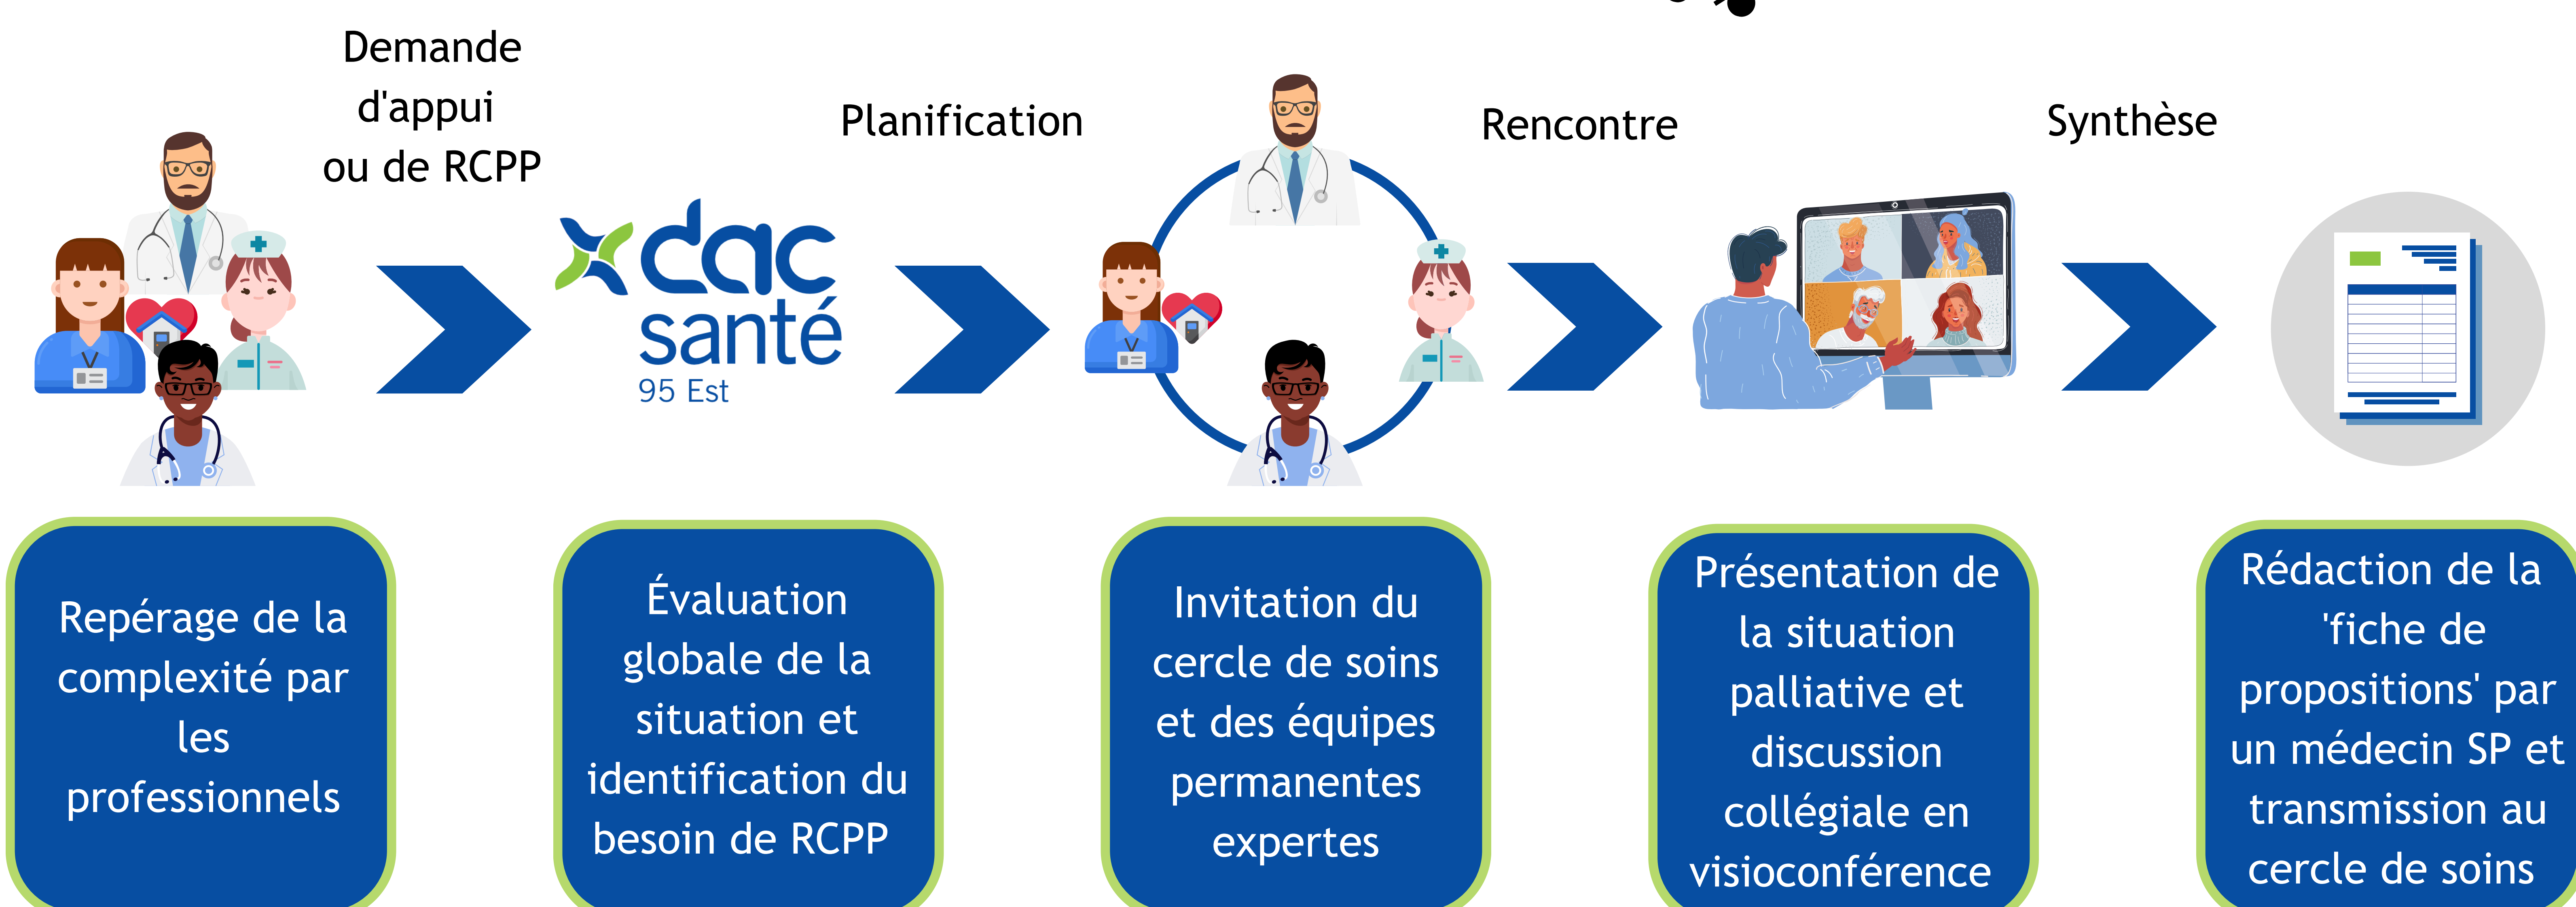 Demande
d'appui
ou de RCPP
Planification
Rencontre
Synthèse
dac
santé
95 Est
Repérage de la
complexité par
les
professionnels
Évaluation
globale de la
situation et
identification du
besoin de RCPP
Invitation du
cercle de soins
et des équipes
permanentes
expertes
Présentation de
la situation
palliative et
discussion
collégiale en
visioconférence
Rédaction de la
'fiche de
propositions' par
un médecin SP et
transmission au
cercle de soins